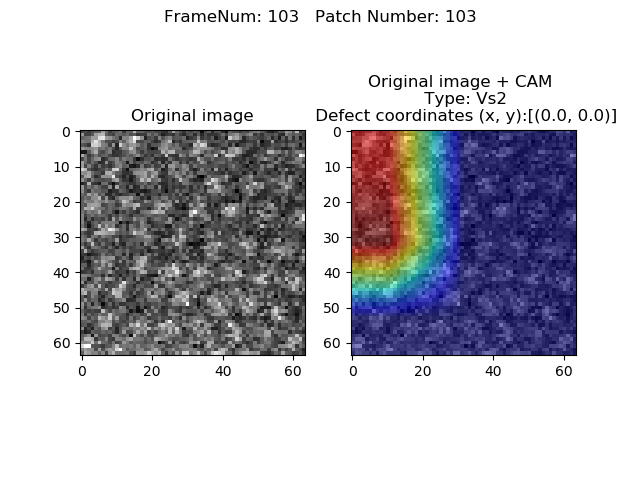 FrameNum: 103   Patch Number: 103
Original image
Original image + CAM
Type: Vs2
Defect coordinates (x, y):[(0.0, 0.0)]
0
10
20
30
40
50
60
0 20 40 60
0
10
20
30
40
50
60
0 20 40 60